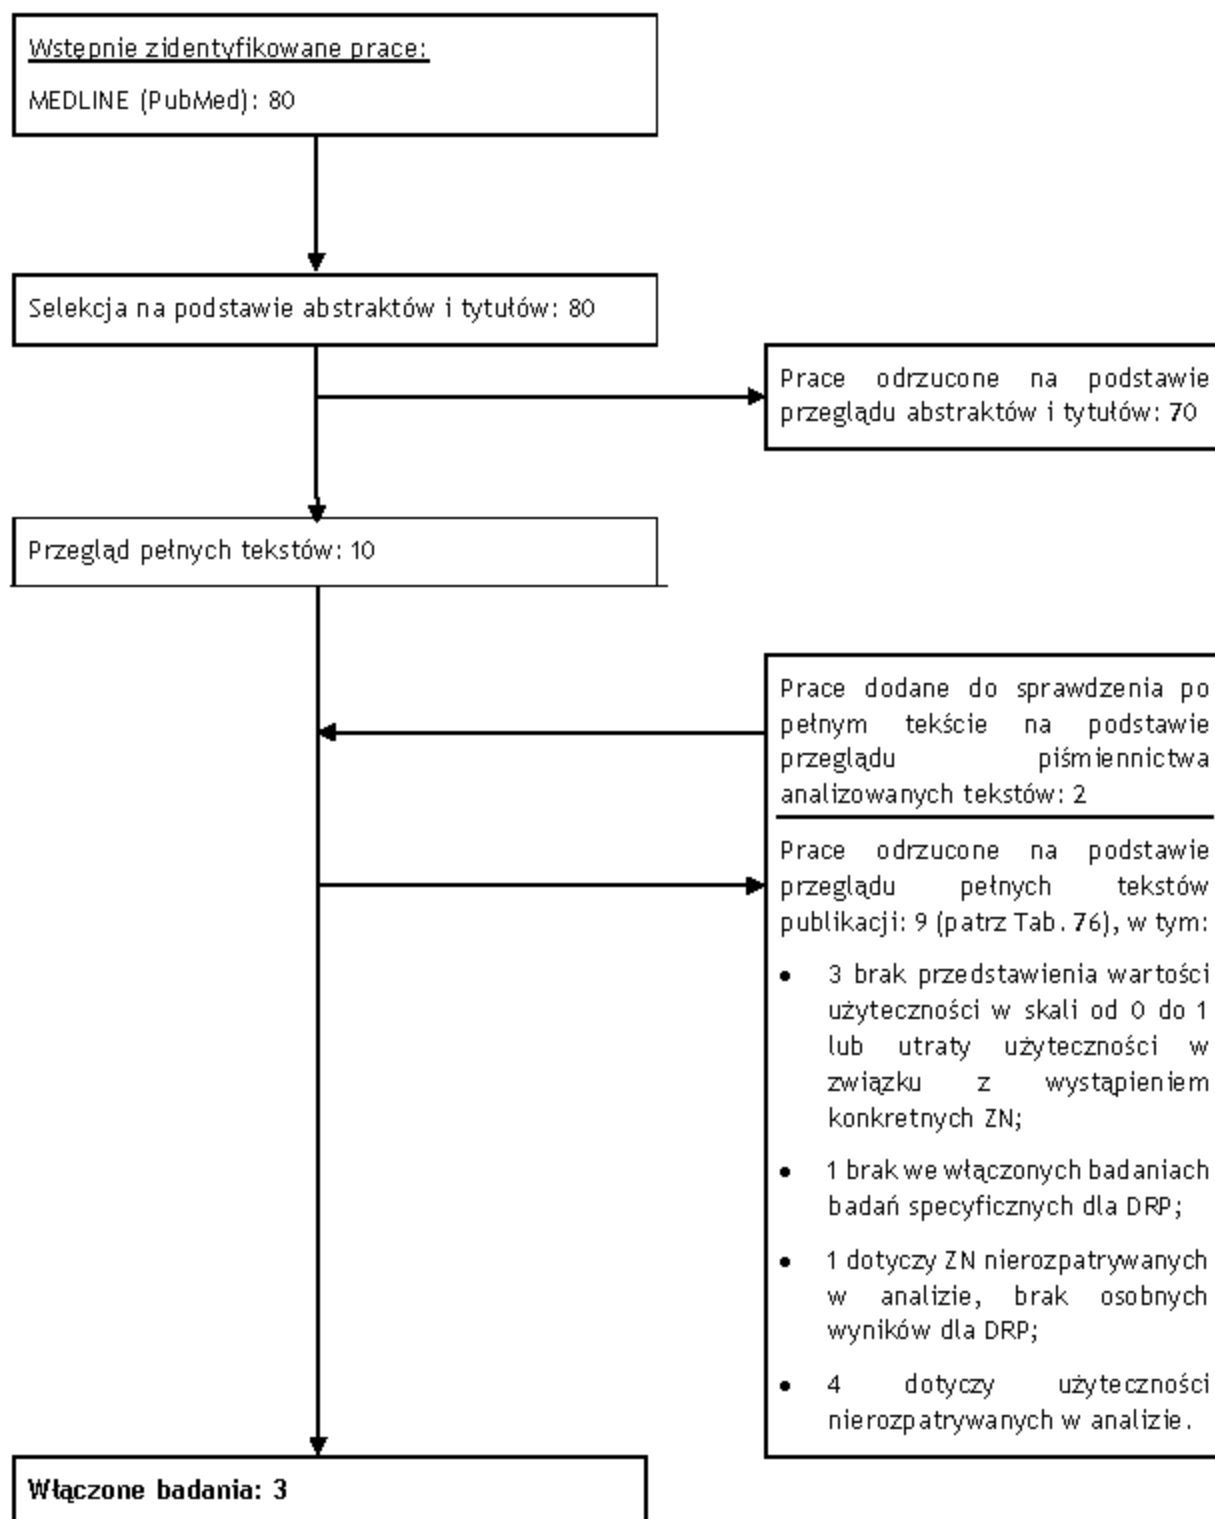 Wstępnie zidentyfikowane prace:
MEDLINE (PubMed): 80
Selekcja na podstawie abstraktów i tytułów: 80
Prace odrzucone na podstawie
przeglądu abstraktów i tytułów: 70
Przegląd pełnych tekstów: 10
Prace dodane do sprawdzenia po
pełnym tekście na podstawie
przeglądu piśmiennictwa
analizowanych tekstów: 2
Prace odrzucone na podstawie
przeglądu pełnych tekstów
publikacji: 9 (patrz Tab. 76), w tym:
• 3 brak przedstawienia wartości
użyteczności w skali od 0 do 1
lub utraty użyteczności w
związku z wystąpieniem
konkretnych ZN;
• 1 brak we włączonych badaniach
badań specyficznych dla DRP;
• 1 dotyczy ZN nierozpatrywanych
w analizie, brak osobnych
wyników dla DRP;
• 4 dotyczy użyteczności
nierozpatrywanych w analizie.
Włączone badania: 3